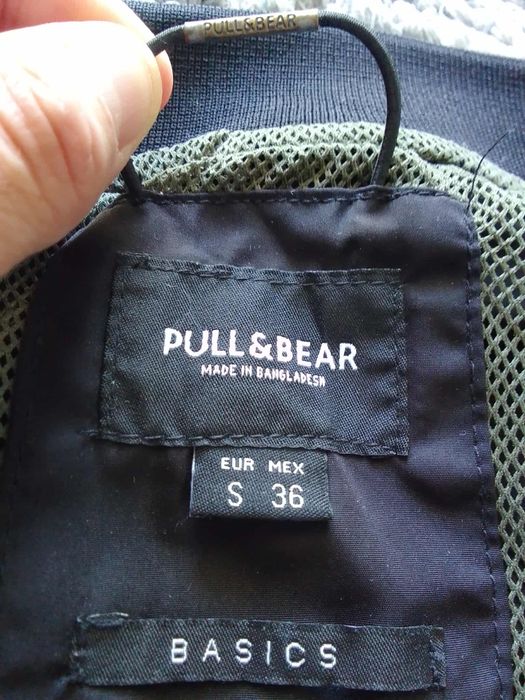 PULL&BEAR
PULL&BEAR
MADE IN BANGLADESH
EUR MEX
S 36
BASICS